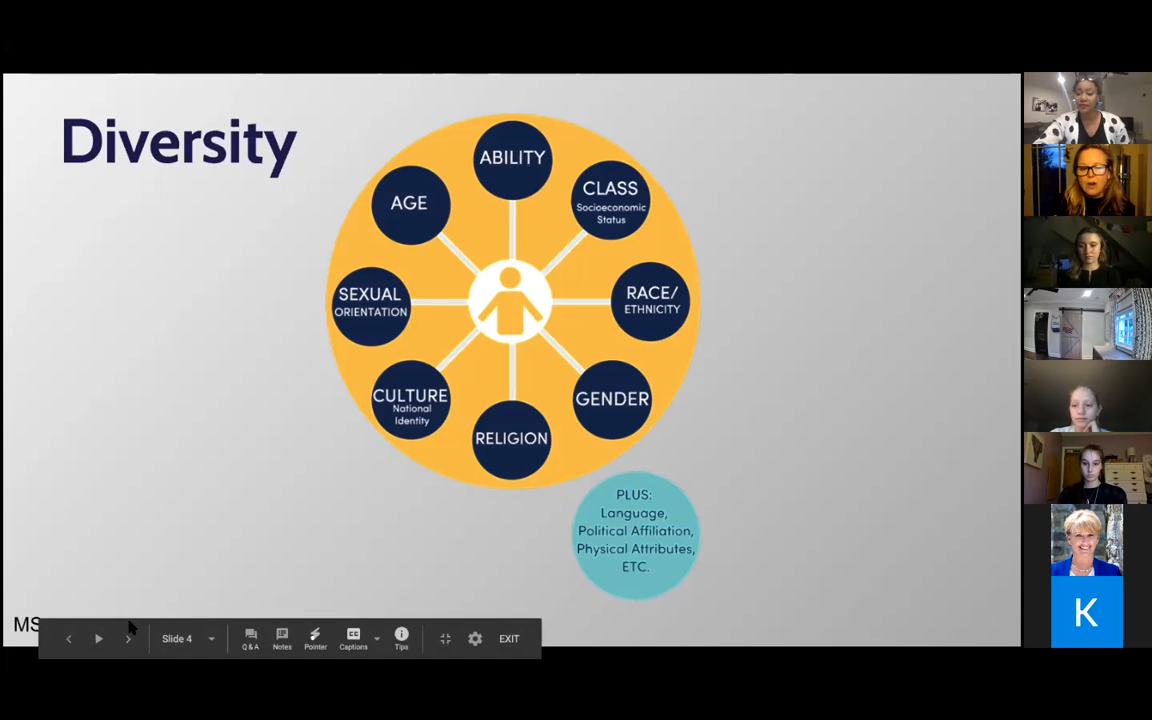 Diversity
ABILITY
AGE
CLASS
Socioeconomic
Status
SEXUAL
ORIENTATION
RACE/
ETHNICITY
CULTURE
National
Identity
GENDER
RELIGION
PLUS:
Language,
Political Affiliation,
Physical Attributes,
ETC.
MS
Slide 4
Q & A
Notes
Pointer
CC
Captions
Tips
EXIT
K